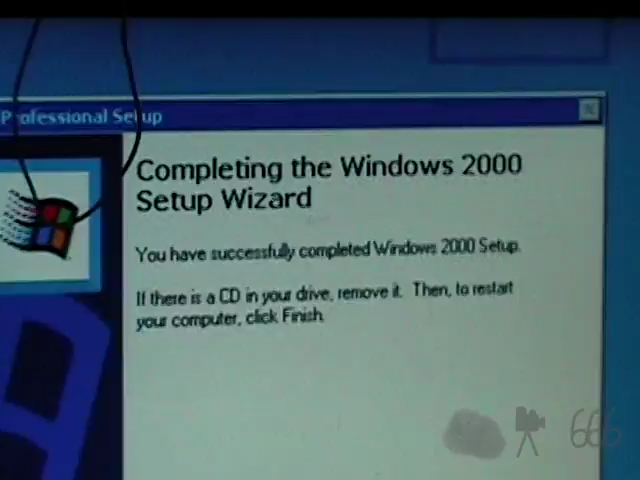 Professional Setup
Completing the Windows 2000
Setup Wizard
You have successfully completed Windows 2000 Setup.
If there is a CD in your drive, remove it. Then, to restart
your computer, click Finish.
666